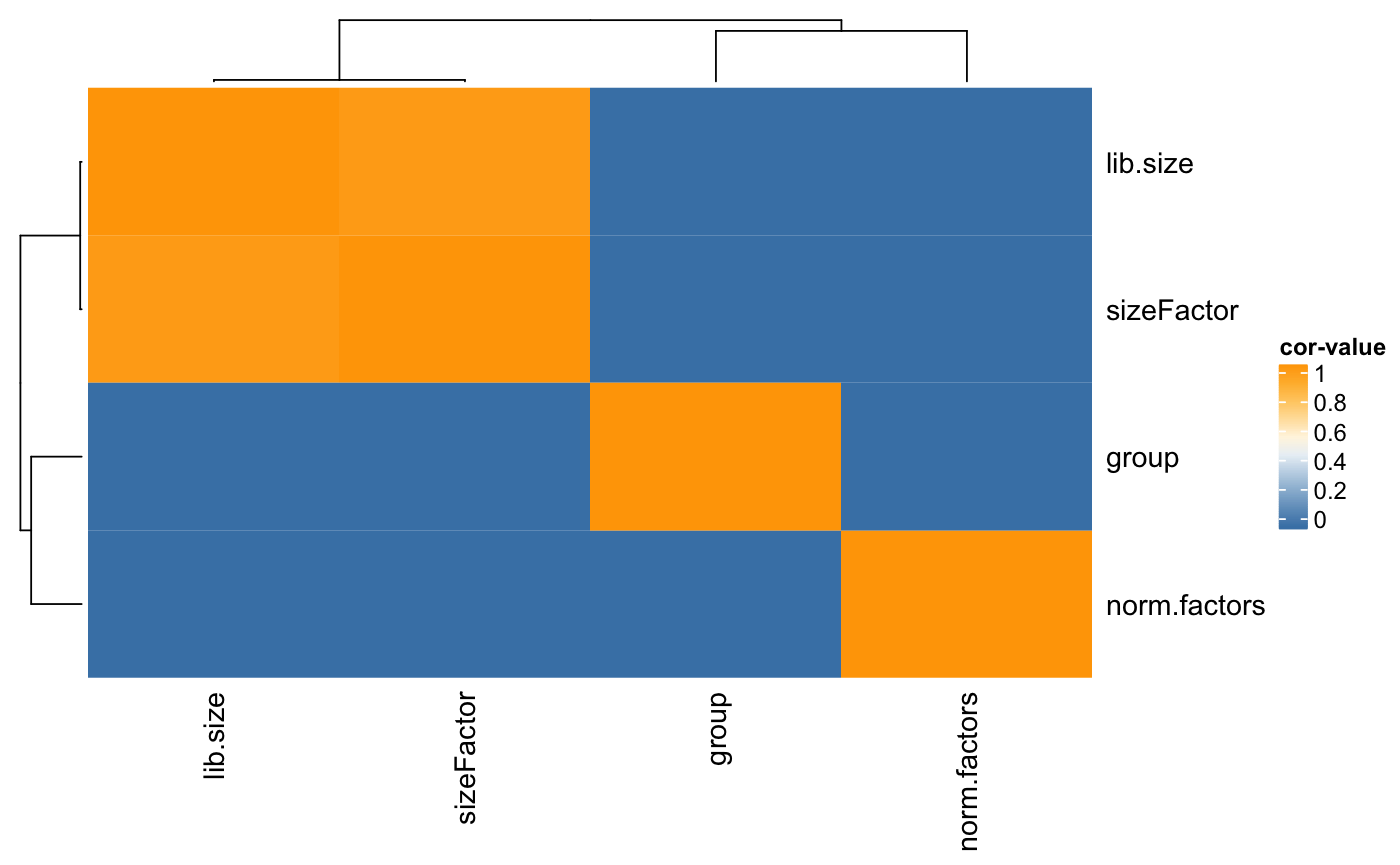 lib.size
sizeFactor
group
norm.factors
cor-value
1
0.8
0.6
0.4
0.2
0
lib.size
sizeFactor
group
norm.factors